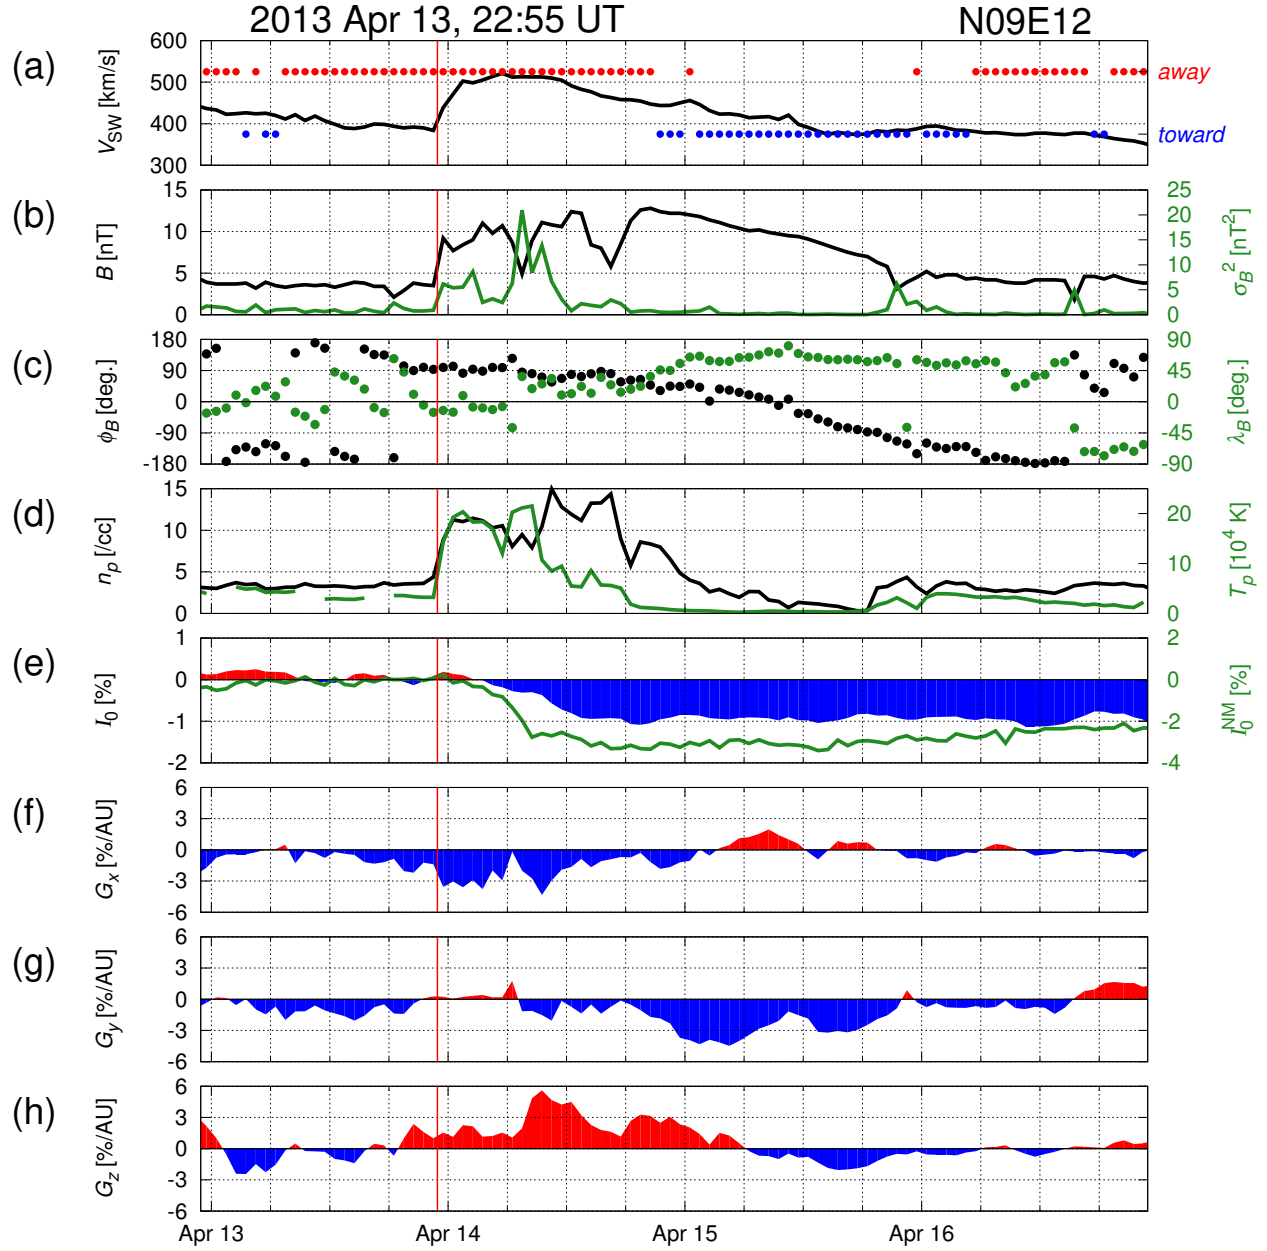 2013 Apr 13, 22:55 UT N09E12
(a) V_SW [km/s] 600 500 400 300 away toward
(b) B [nT] 15 10 5 0 25 20 15 10 5 0 σ_B^2 [nT^2]
(c) ϕ_B [deg.] 180 90 0 -90 -180 90 45 0 -45 -90 λ_B [deg.]
(d) n_p [/cc] 15 10 5 0 20 10 0 T_p [10^4 K]
(e) I_0 [%] 1 0 -1 -2 2 0 -2 -4 I_0^NM [%]
(f) G_x [%/AU] 6 3 0 -3 -6
(g) G_y [%/AU] 6 3 0 -3 -6
(h) G_z [%/AU] 6 3 0 -3 -6
Apr 13 Apr 14 Apr 15 Apr 16